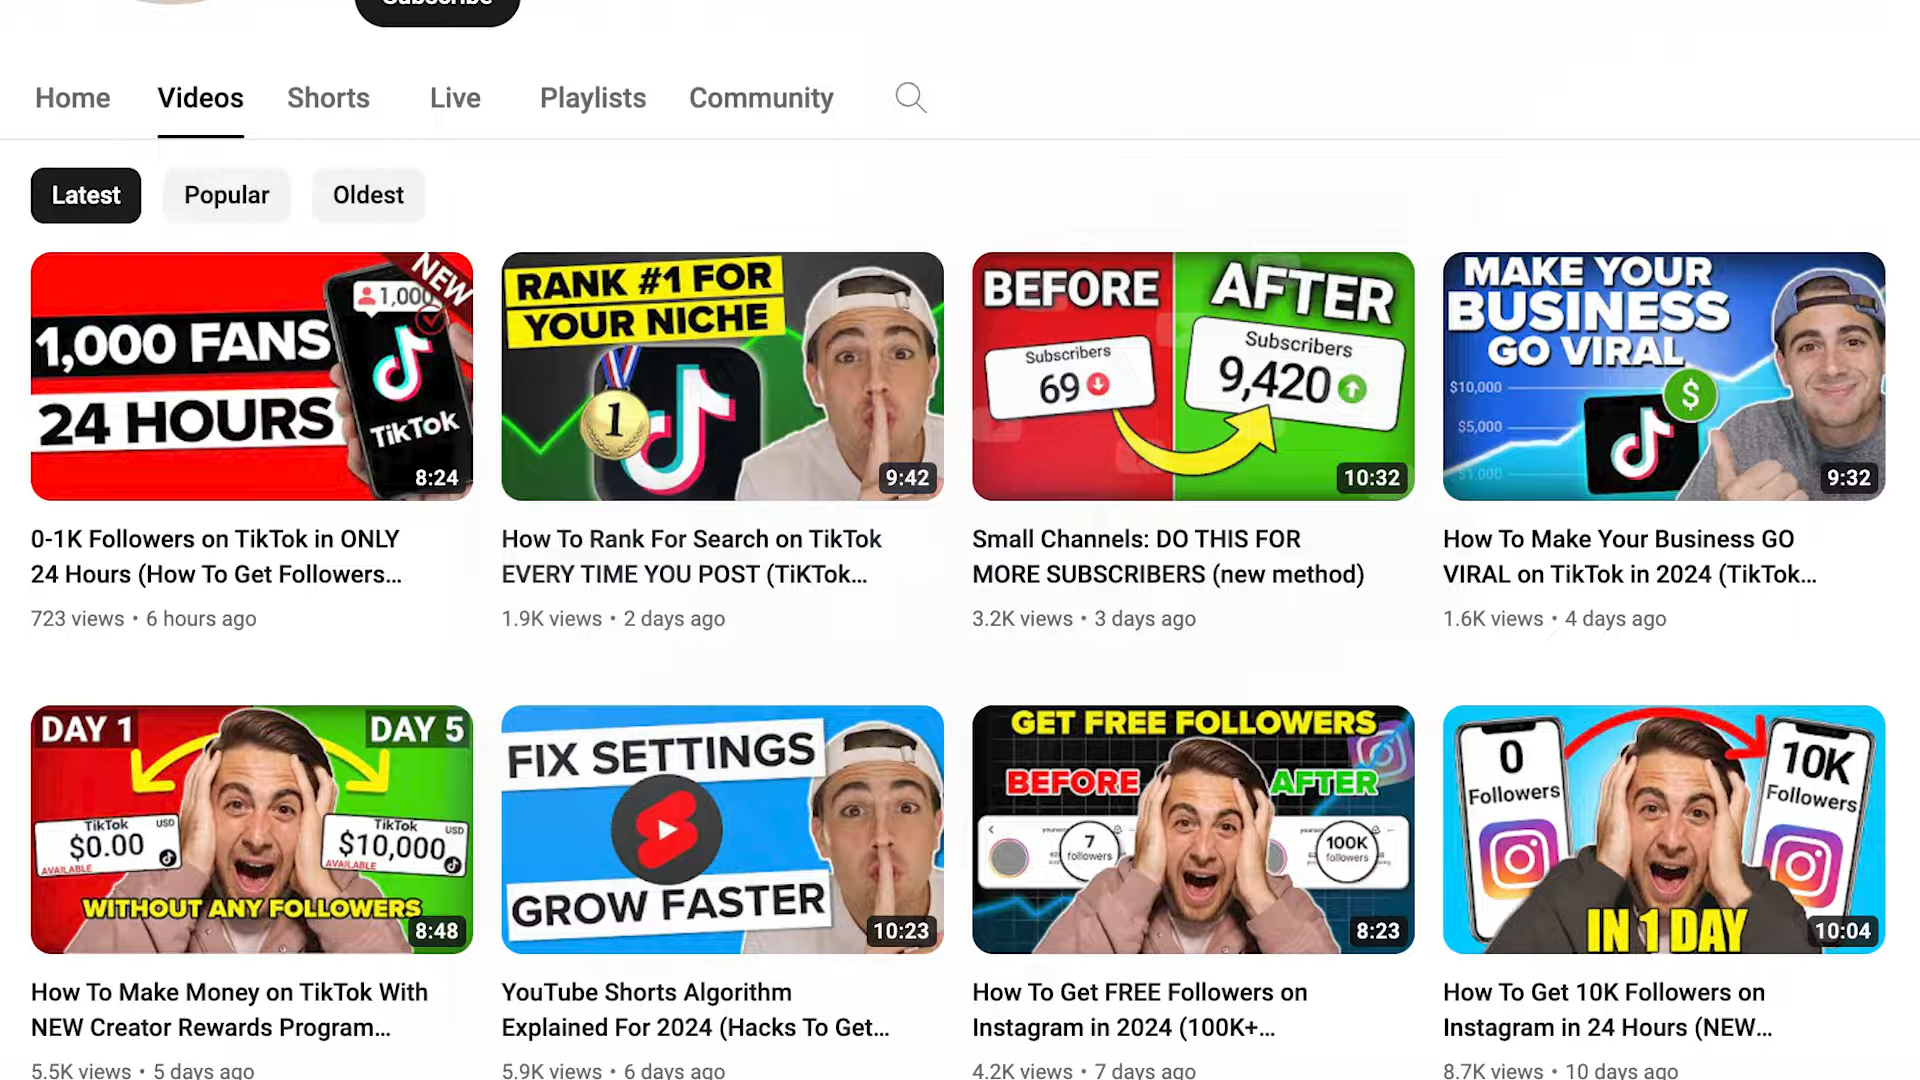 Subscribe
Home Videos Shorts Live Playlists Community
Latest Popular Oldest
NEW
1,000
1,000 FANS
24 HOURS
TikTok
8:24
RANK #1 FOR
YOUR NICHE
1
9:42
BEFORE AFTER
Subscribers
69
Subscribers
9,420
10:32
MAKE YOUR
BUSINESS
GO VIRAL
$10,000
$5,000
$1,000
$
9:32
0-1K Followers on TikTok in ONLY
24 Hours (How To Get Followers...
723 views • 6 hours ago
How To Rank For Search on TikTok
EVERY TIME YOU POST (TiKTok...
1.9K views • 2 days ago
Small Channels: DO THIS FOR
MORE SUBSCRIBERS (new method)
3.2K views • 3 days ago
How To Make Your Business GO
VIRAL on TikTok in 2024 (TikTok...
1.6K views • 4 days ago
DAY 1 DAY 5
TikTok USD
$0.00
AVAILABLE
TikTok USD
$10,000
AVAILABLE
WITHOUT ANY FOLLOWERS
8:48
FIX SETTINGS
GROW FASTER
10:23
GET FREE FOLLOWERS
BEFORE AFTER
7
followers
100K
followers
8:23
0
Followers
10K
Followers
IN 1 DAY
10:04
How To Make Money on TikTok With
NEW Creator Rewards Program...
5.5K views • 5 days ago
YouTube Shorts Algorithm
Explained For 2024 (Hacks To Get...
5.9K views • 6 days ago
How To Get FREE Followers on
Instagram in 2024 (100K+...
4.2K views • 7 days ago
How To Get 10K Followers on
Instagram in 24 Hours (NEW...
8.7K views • 10 days ago